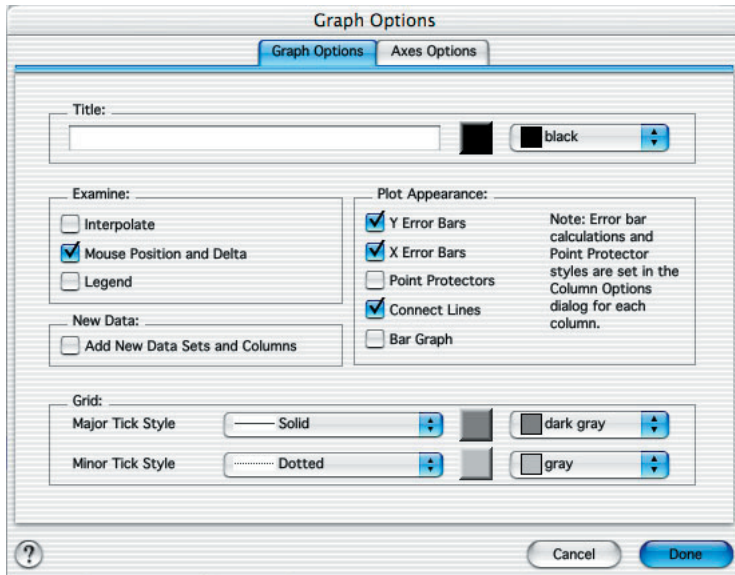 Graph Options
Graph Options
Axes Options
Title:
black
Examine:
Interpolate
Mouse Position and Delta
Legend
New Data:
Add New Data Sets and Columns
Plot Appearance:
Y Error Bars
X Error Bars
Point Protectors
Connect Lines
Bar Graph
Note: Error bar
calculations and
Point Protector
styles are set in the
Column Options
dialog for each
column.
Grid:
Major Tick Style
Solid
dark gray
Minor Tick Style
Dotted
gray
?
Cancel
Done